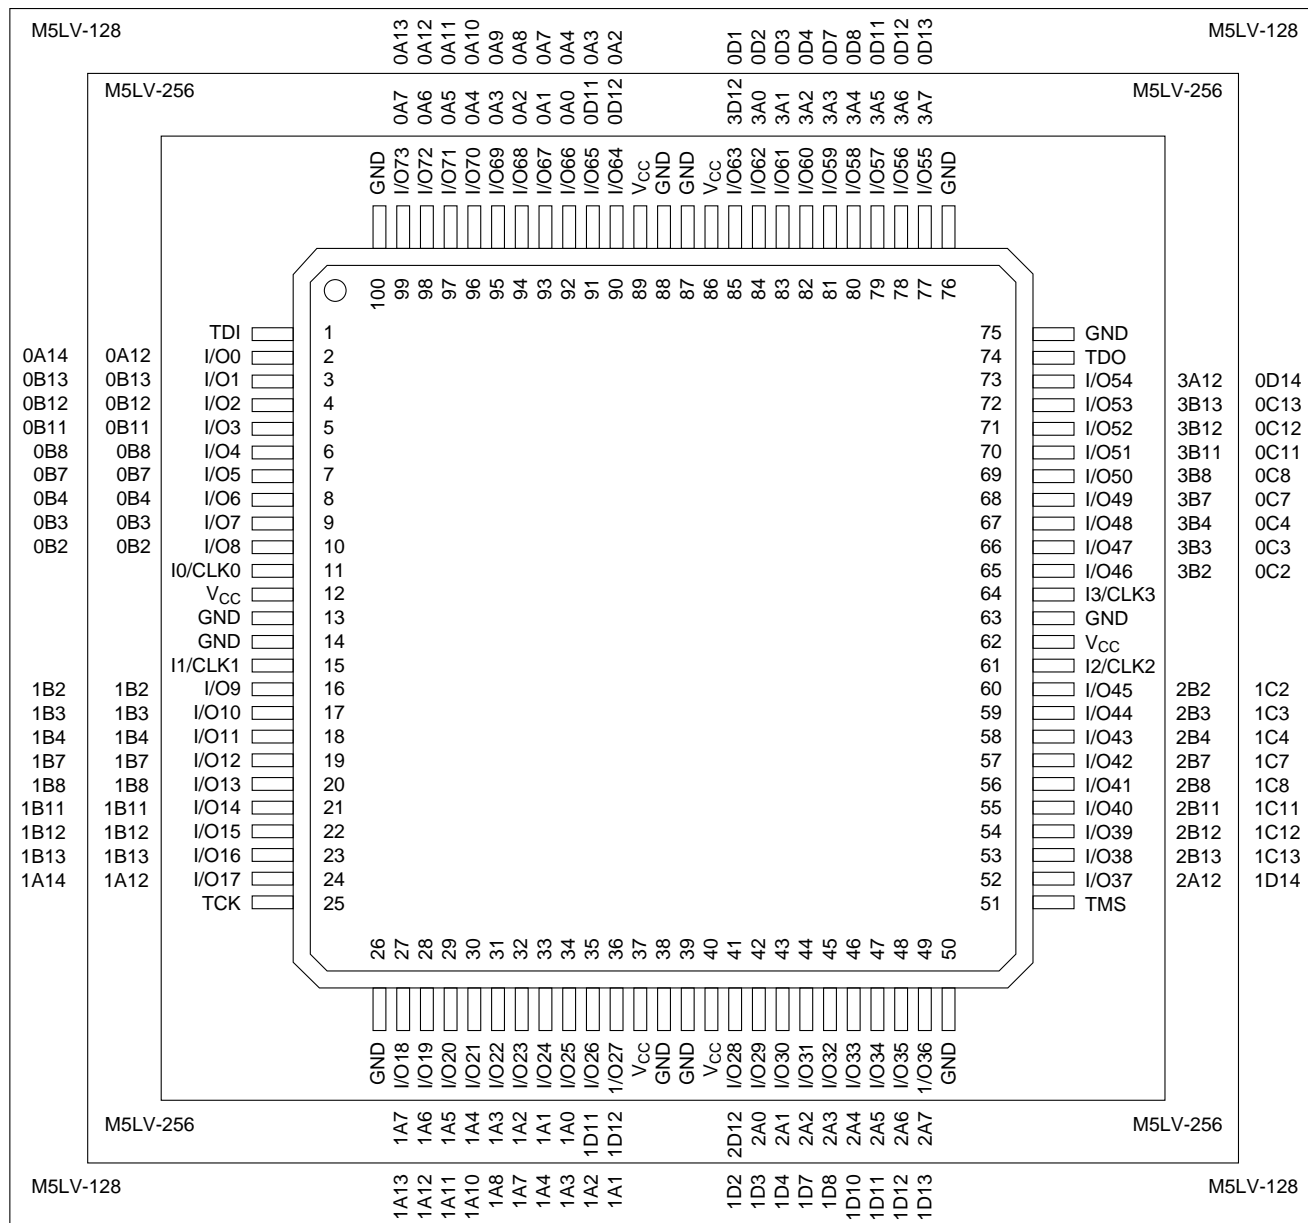 M5LV-128 0A13 0A12 0A11 0A10 0A9 0A8 0A7 0A4 0A3 0A2 0D1 0D2 0D3 0D4 0D7 0D8 0D11 0D12 0D13 M5LV-128
M5LV-256 0A7 0A6 0A5 0A4 0A3 0A2 0A1 0A0 0D11 0D12 3D12 3A0 3A1 3A2 3A3 3A4 3A5 3A6 3A7 M5LV-256
GND I/O73 I/O72 I/O71 I/O70 I/O69 I/O68 I/O67 I/O66 I/O65 I/O64 VCC GND GND VCC I/O63 I/O62 I/O61 I/O60 I/O59 I/O58 I/O57 I/O56 I/O55 GND
100 99 98 97 96 95 94 93 92 91 90 89 88 87 86 85 84 83 82 81 80 79 78 77 76
TDI 1 75 GND
0A14 0A12 I/O0 2 74 TDO
0B13 0B13 I/O1 3 73 I/O54 3A12 0D14
0B12 0B12 I/O2 4 72 I/O53 3B13 0C13
0B11 0B11 I/O3 5 71 I/O52 3B12 0C12
0B8 0B8 I/O4 6 70 I/O51 3B11 0C11
0B7 0B7 I/O5 7 69 I/O50 3B8 0C8
0B4 0B4 I/O6 8 68 I/O49 3B7 0C7
0B3 0B3 I/O7 9 67 I/O48 3B4 0C4
0B2 0B2 I/O8 10 66 I/O47 3B3 0C3
I0/CLK0 11 65 I/O46 3B2 0C2
VCC 12 64 I3/CLK3
GND 13 63 GND
GND 14 62 VCC
I1/CLK1 15 61 I2/CLK2
1B2 1B2 I/O9 16 60 I/O45 2B2 1C2
1B3 1B3 I/O10 17 59 I/O44 2B3 1C3
1B4 1B4 I/O11 18 58 I/O43 2B4 1C4
1B7 1B7 I/O12 19 57 I/O42 2B7 1C7
1B8 1B8 I/O13 20 56 I/O41 2B8 1C8
1B11 1B11 I/O14 21 55 I/O40 2B11 1C11
1B12 1B12 I/O15 22 54 I/O39 2B12 1C12
1B13 1B13 I/O16 23 53 I/O38 2B13 1C13
1A14 1A12 I/O17 24 52 I/O37 2A12 1D14
TCK 25 51 TMS
26 27 28 29 30 31 32 33 34 35 36 37 38 39 40 41 42 43 44 45 46 47 48 49 50
GND I/O18 I/O19 I/O20 I/O21 I/O22 I/O23 I/O24 I/O25 I/O26 1/O27 VCC GND GND VCC I/O28 I/O29 I/O30 I/O31 I/O32 I/O33 I/O34 I/O35 1/O36 GND
M5LV-256 1A7 1A6 1A5 1A4 1A3 1A2 1A1 1A0 1D11 1D12 2D12 2A0 2A1 2A2 2A3 2A4 2A5 2A6 2A7 M5LV-256
M5LV-128 1A13 1A12 1A11 1A10 1A8 1A7 1A4 1A3 1A2 1A1 1D2 1D3 1D4 1D7 1D8 1D10 1D11 1D12 1D13 M5LV-128